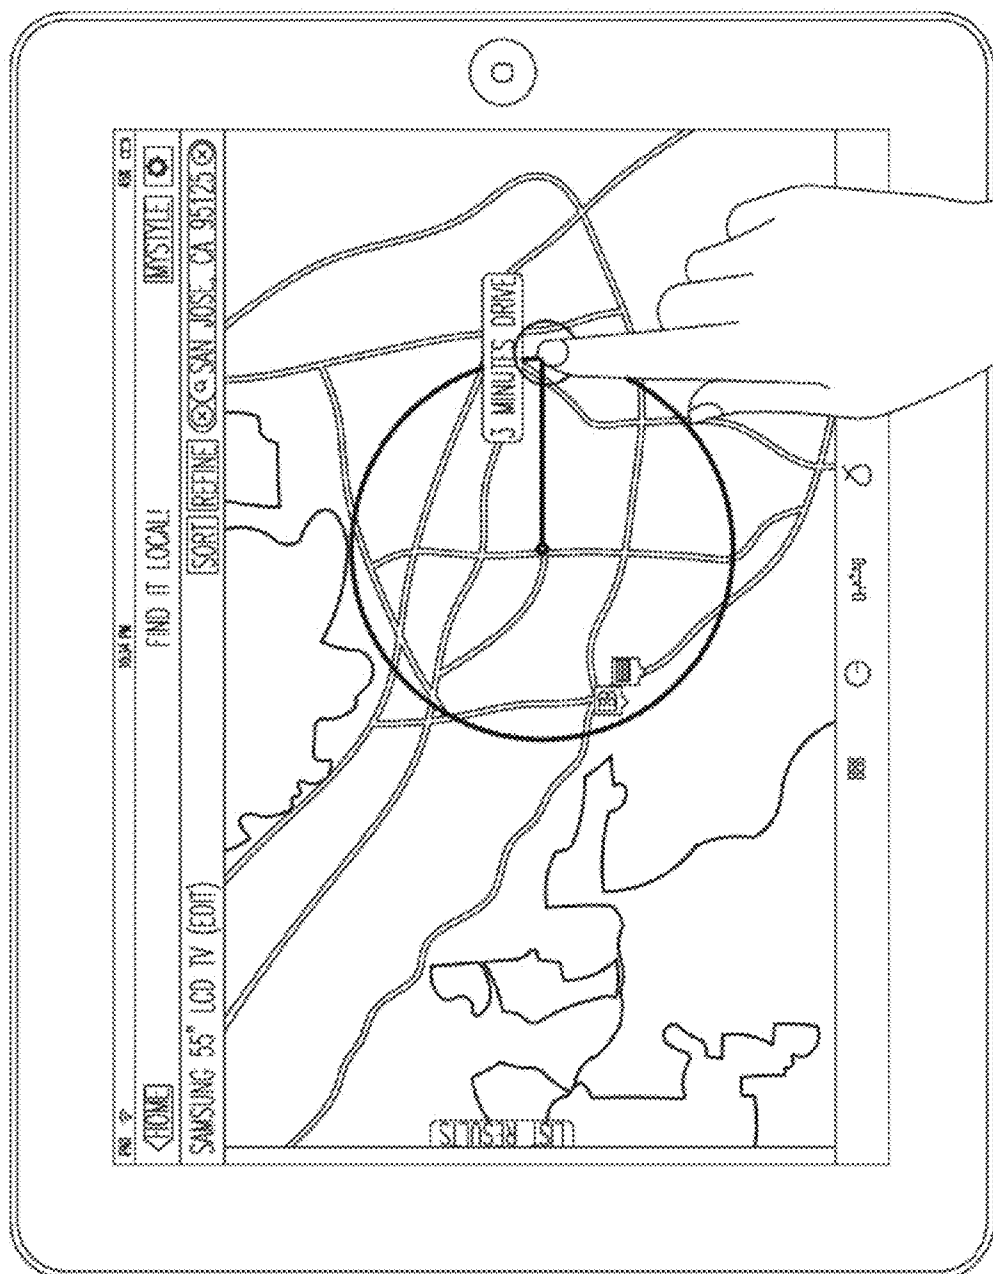 <HOME
FIND IT LOCAL!
MYSTYLE
SAMSUNG 55" LCD TV (EDIT)
SORT REFINE SAN JOSE, CA 95125
3 MINUTES DRIVE
LIST RESULTS